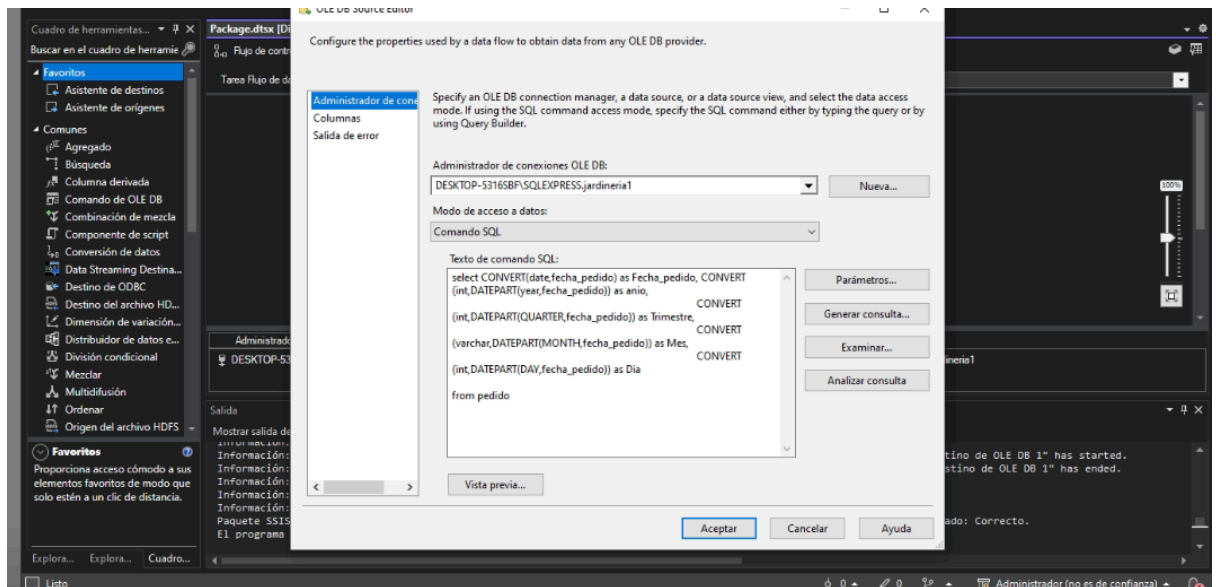 OLE DB Source Editor
Cuadro de herramientas...
Package.dtsx [Di
Buscar en el cuadro de herramie
Flujo de contr
Configure the properties used by a data flow to obtain data from any OLE DB provider.
Favoritos
Tarea Flujo de da
Asistente de destinos
Asistente de orígenes
Comunes
Agregado
Búsqueda
Columna derivada
Comando de OLE DB
Combinación de mezcla
Componente de script
Conversión de datos
Data Streaming Destina...
Destino de ODBC
Destino del archivo HD...
Dimensión de variación...
Distribuidor de datos e...
División condicional
Mezclar
Multidifusión
Ordenar
Origen del archivo HDFS
Favoritos
Proporciona acceso cómodo a sus
elementos favoritos de modo que
solo estén a un clic de distancia.
Explora... Explora... Cuadro...
Administrador de cone
Columnas
Salida de error
Specify an OLE DB connection manager, a data source, or a data source view, and select the data access
mode. If using the SQL command access mode, specify the SQL command either by typing the query or by
using Query Builder.
Administrador de conexiones OLE DB:
DESKTOP-5316SBF\SQLEXPRESS.jardineria1
Nueva...
Modo de acceso a datos:
Comando SQL
Texto de comando SQL:
select CONVERT(date,fecha_pedido) as Fecha_pedido, CONVERT
(int,DATEPART(year,fecha_pedido)) as anio,
CONVERT
(int,DATEPART(QUARTER,fecha_pedido)) as Trimestre,
CONVERT
(varchar,DATEPART(MONTH,fecha_pedido)) as Mes,
CONVERT
(int,DATEPART(DAY,fecha_pedido)) as Dia
from pedido
Parámetros...
Generar consulta...
Examinar...
Analizar consulta
Vista previa...
Aceptar
Cancelar
Ayuda
100%
Administrado
DESKTOP-53
ineria1
Salida
Mostrar salida de
Información:
Información: tino de OLE DB 1" has started.
Información: stino de OLE DB 1" has ended.
Información:
Información:
Información:
Paquete SSIS ado: Correcto.
El programa
Listo
0
0
Administrador (no es de confianza)